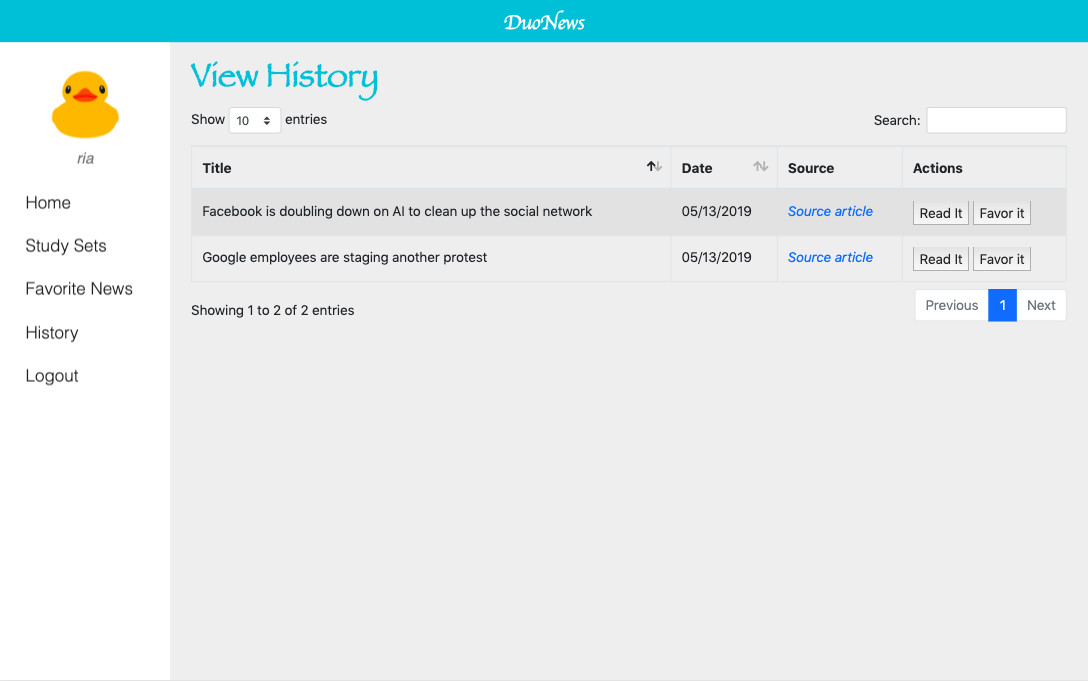 DuoNews
ria
Home
Study Sets
Favorite News
History
Logout
View History
Show 10 entries
Search:
Title Date Source Actions
Facebook is doubling down on AI to clean up the social network 05/13/2019 Source article Read It Favor it
Google employees are staging another protest 05/13/2019 Source article Read It Favor it
Showing 1 to 2 of 2 entries
Previous 1 Next